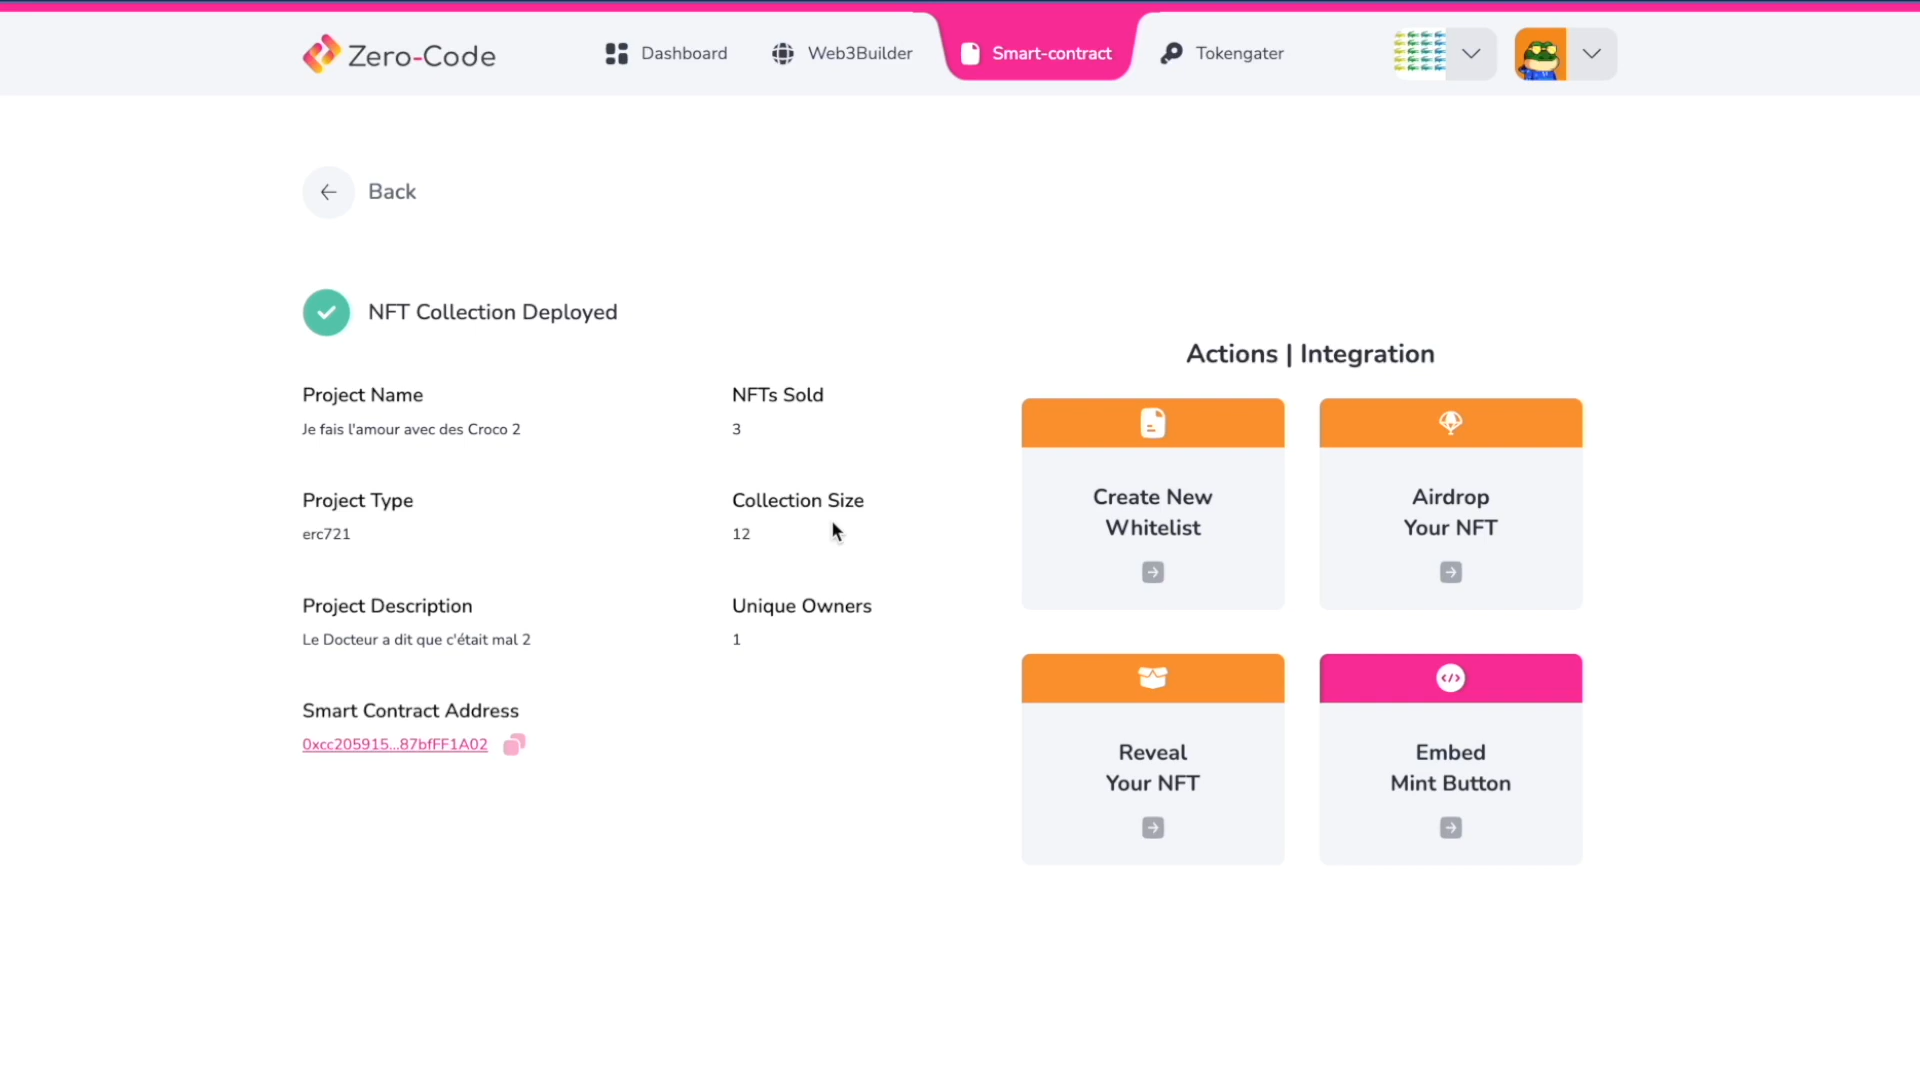 Zero-Code
Dashboard
Web3Builder
Smart-contract
Tokengater
Back
NFT Collection Deployed
Project Name
Je fais l'amour avec des Croco 2
NFTs Sold
3
Project Type
erc721
Collection Size
12
Project Description
Le Docteur a dit que c'était mal 2
Unique Owners
1
Smart Contract Address
0xcc205915...87bfFF1A02
Actions | Integration
Create New
Whitelist
Airdrop
Your NFT
Reveal
Your NFT
Embed
Mint Button